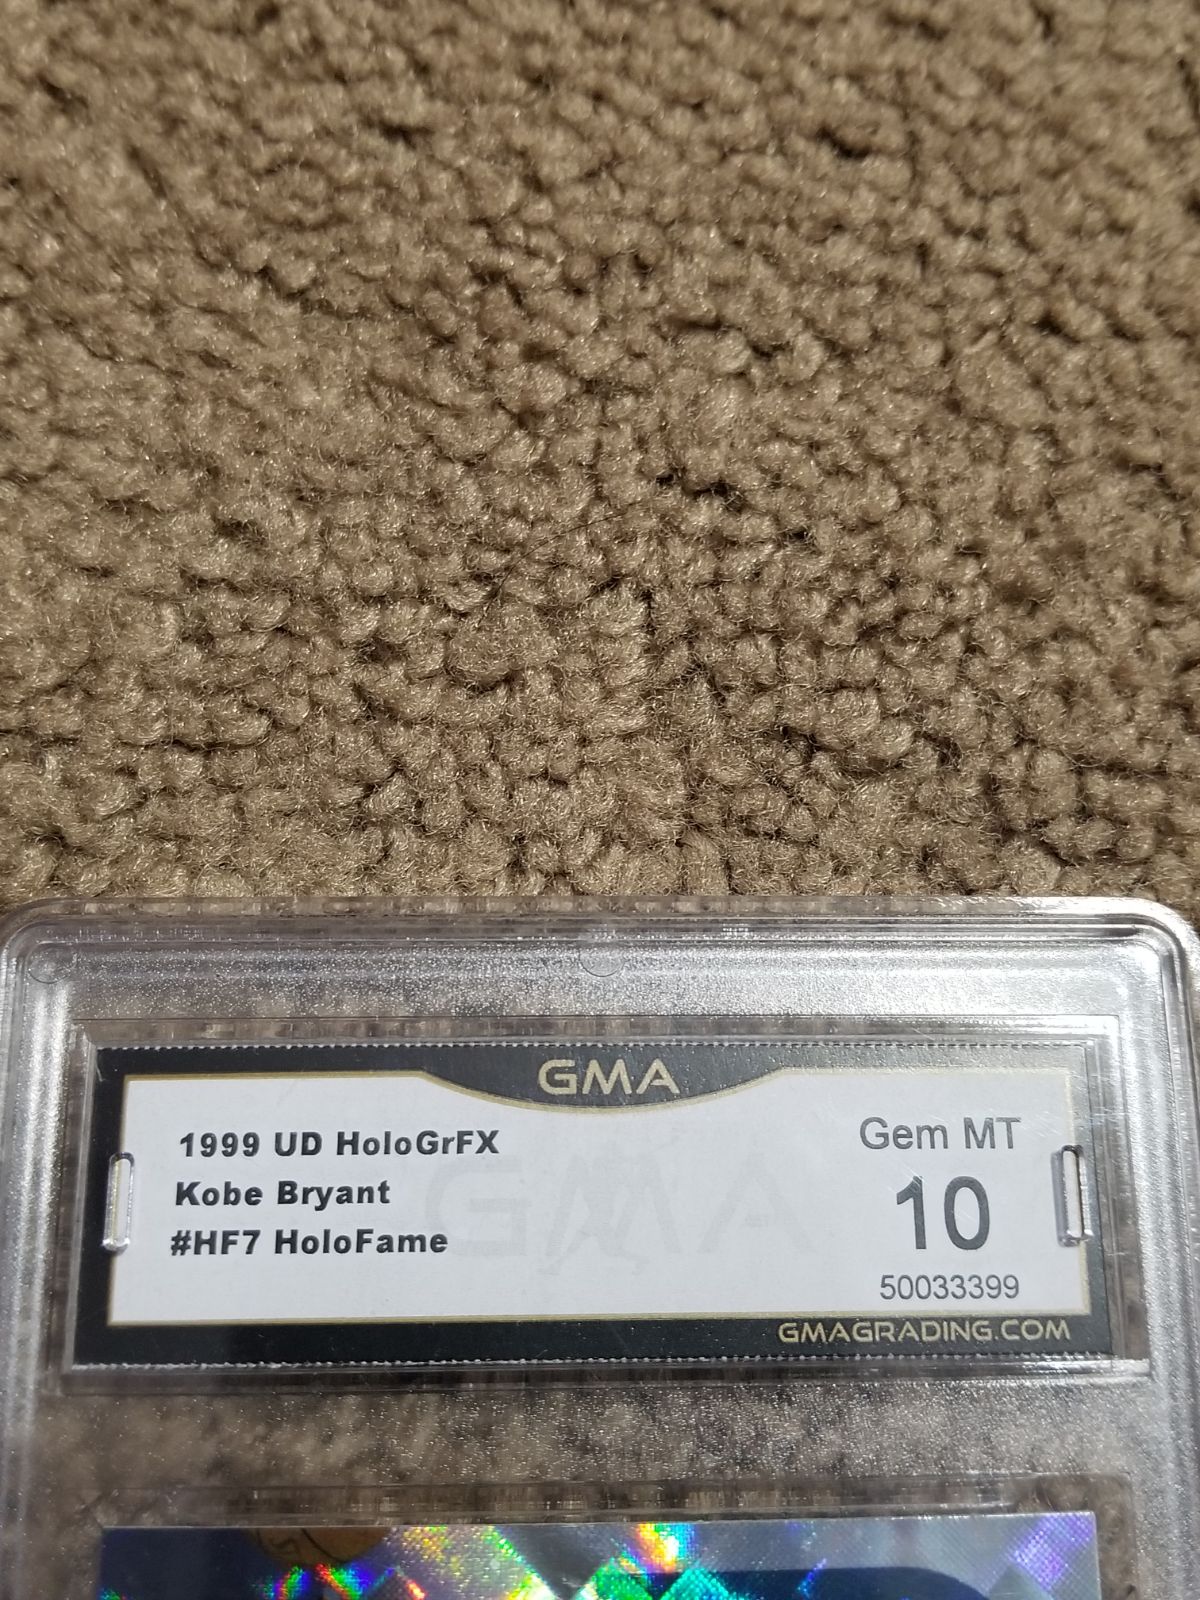 GMA
1999 UD HoloGrFX
Kobe Bryant
#HF7 HoloFame
Gem MT
10
50033399
GMAGRADING.COM